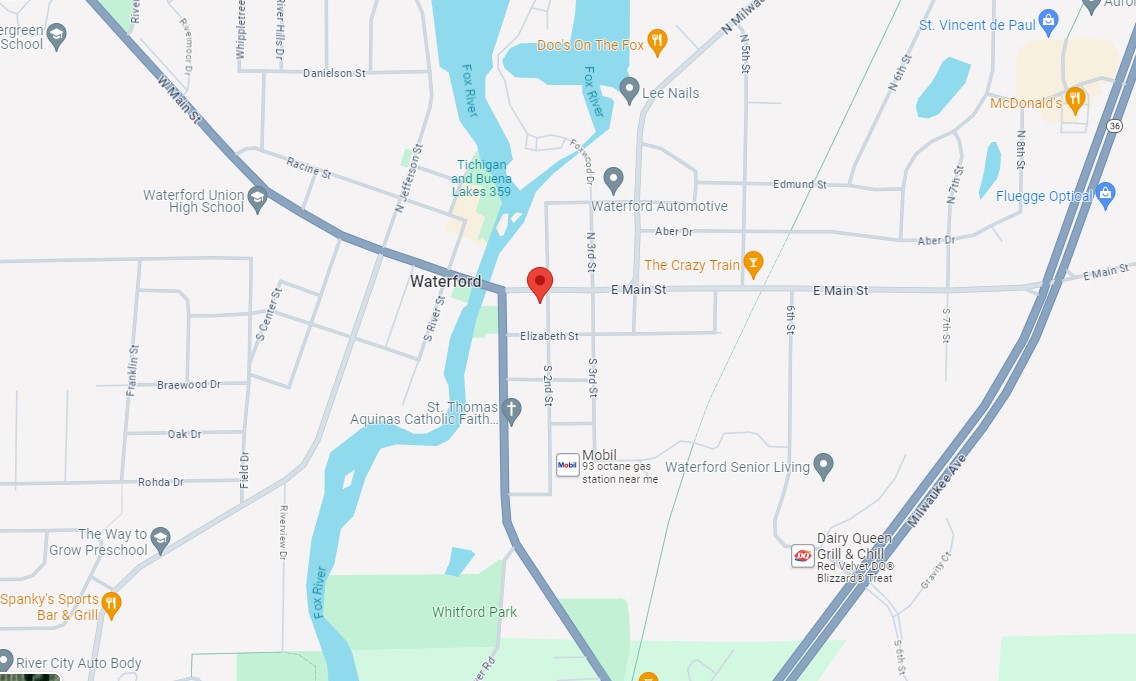 ergreen
School
River
Rivermoor Dr
Whippletree
River Hills Dr
Danielson St
W Main St
Fox River
Fox River
Doc's On The Fox
Lee Nails
N Milwa
N 5th St
N 6th St
St. Vincent de Paul
McDonald's
36
N 8th St
Auror
Racine St
N Jefferson St
Tichigan
and Buena
Lakes 359
Foxwood Dr
Waterford Automotive
Edmund St
N 7th St
Fluegge Optical
Waterford Union
High School
Aber Dr
Aber Dr
N 3rd St
The Crazy Train
Waterford
E Main St
E Main St
E Main St
S Center St
S River St
Elizabeth St
6th St
S 7th St
Franklin St
Braewood Dr
S 2nd St
S 3rd St
St. Thomas
Aquinas Catholic Faith...
Oak Dr
Field Dr
Rohda Dr
Mobil
93 octane gas
station near me
Waterford Senior Living
Milwaukee Ave
The Way to
Grow Preschool
Riverview Dr
Dairy Queen
Grill & Chill
Red Velvet DQ®
Blizzard® Treat
Gravity Ct
Spanky's Sports
Bar & Grill
Fox River
Whitford Park
River City Auto Body
ver Rd
S 6th St
Mobil
DQ